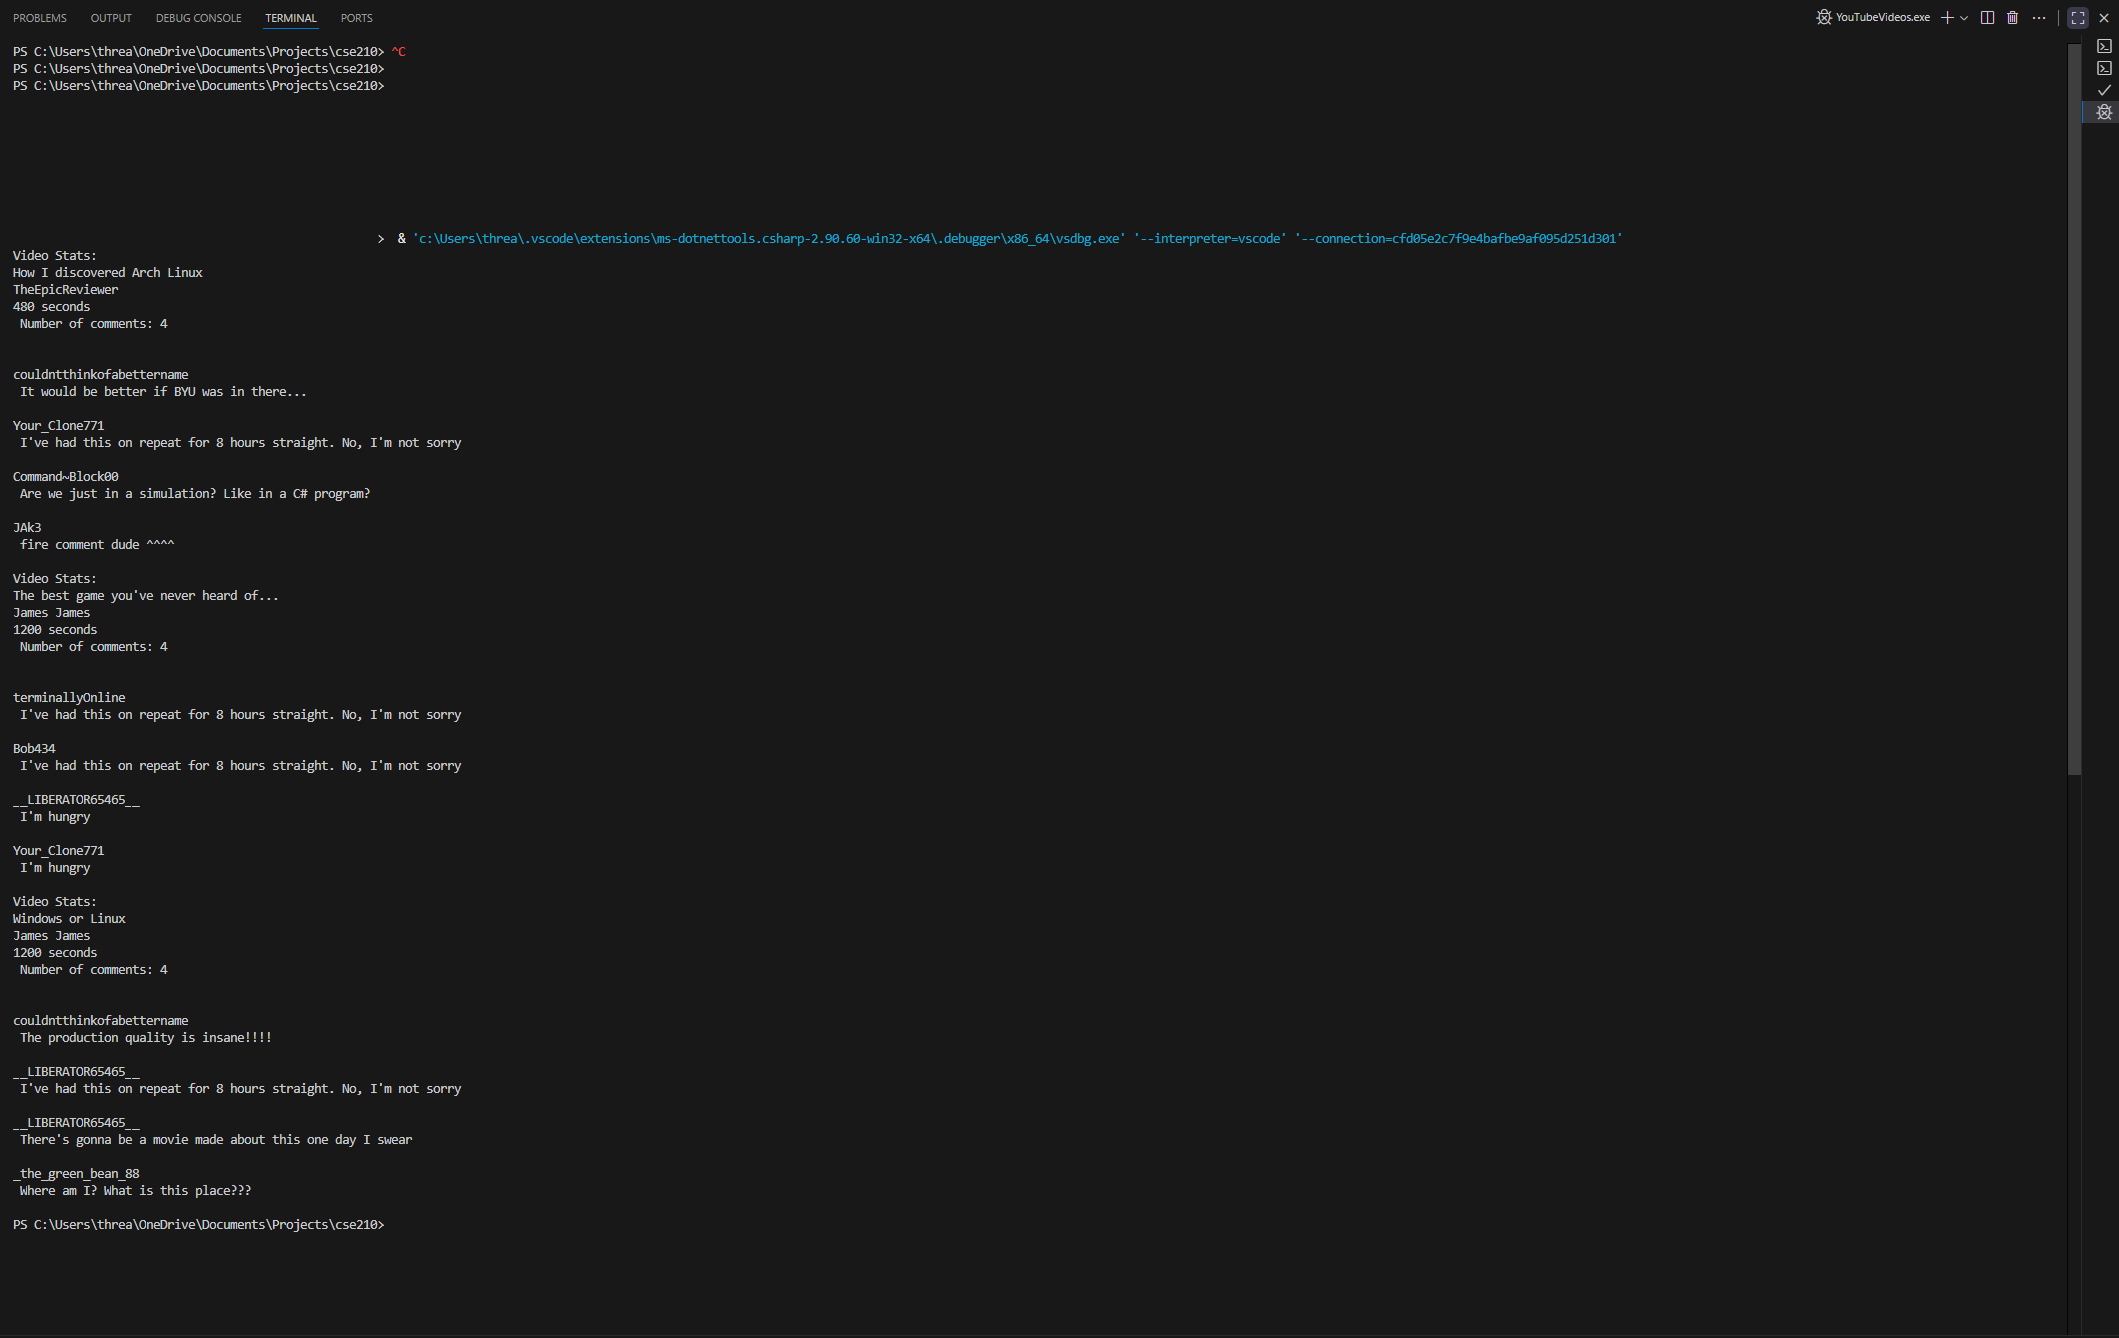 PROBLEMS OUTPUT DEBUG CONSOLE TERMINAL PORTS YouTubeVideos.exe
PS C:\Users\threa\OneDrive\Documents\Projects\cse210> ^C
PS C:\Users\threa\OneDrive\Documents\Projects\cse210>
PS C:\Users\threa\OneDrive\Documents\Projects\cse210>
> & 'c:\Users\threa\.vscode\extensions\ms-dotnettools.csharp-2.90.60-win32-x64\.debugger\x86_64\vsdbg.exe' '--interpreter=vscode' '--connection=cfd05e2c7f9e4bafbe9af095d251d301'
Video Stats:
How I discovered Arch Linux
TheEpicReviewer
480 seconds
Number of comments: 4
couldntthinkofabettername
It would be better if BYU was in there...
Your_Clone771
I've had this on repeat for 8 hours straight. No, I'm not sorry
Command~Block00
Are we just in a simulation? Like in a C# program?
JAk3
fire comment dude ^^^^
Video Stats:
The best game you've never heard of...
James James
1200 seconds
Number of comments: 4
terminallyOnline
I've had this on repeat for 8 hours straight. No, I'm not sorry
Bob434
I've had this on repeat for 8 hours straight. No, I'm not sorry
__LIBERATOR65465__
I'm hungry
Your_Clone771
I'm hungry
Video Stats:
Windows or Linux
James James
1200 seconds
Number of comments: 4
couldntthinkofabettername
The production quality is insane!!!!
__LIBERATOR65465__
I've had this on repeat for 8 hours straight. No, I'm not sorry
__LIBERATOR65465__
There's gonna be a movie made about this one day I swear
_the_green_bean_88
Where am I? What is this place???
PS C:\Users\threa\OneDrive\Documents\Projects\cse210>